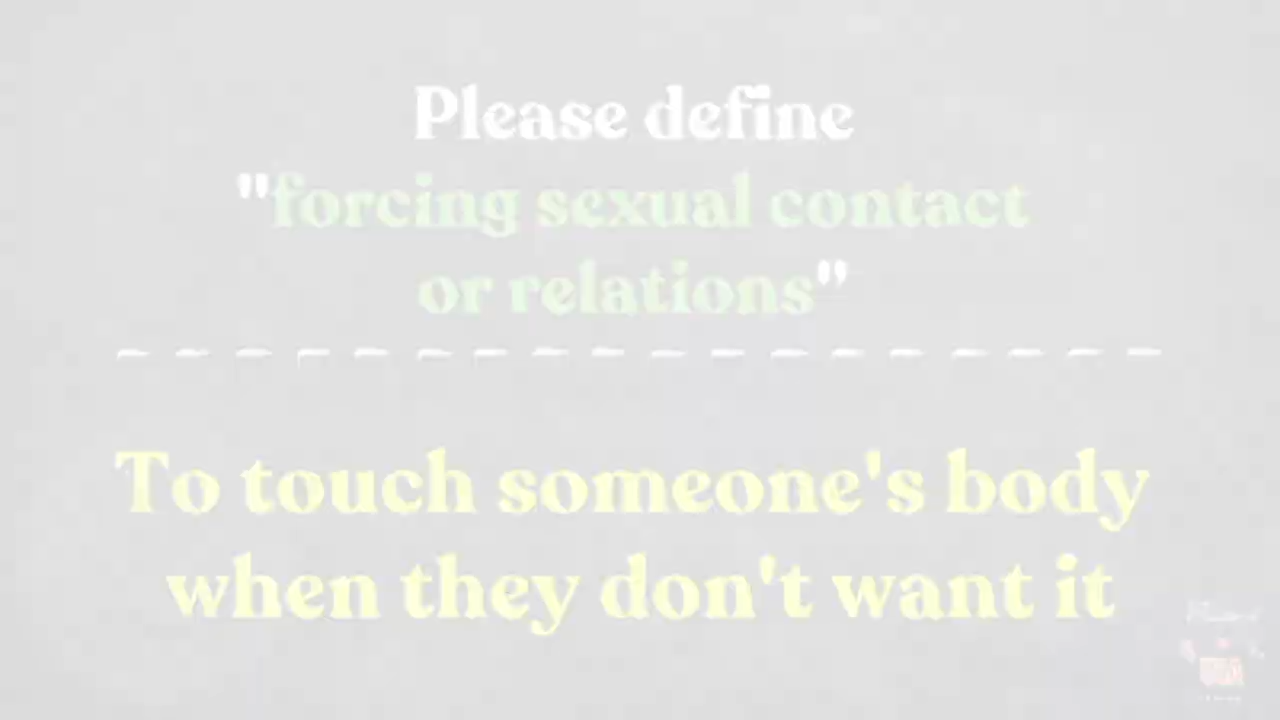 Please define
"forcing sexual contact
or relations"
To touch someone's body
when they don't want it